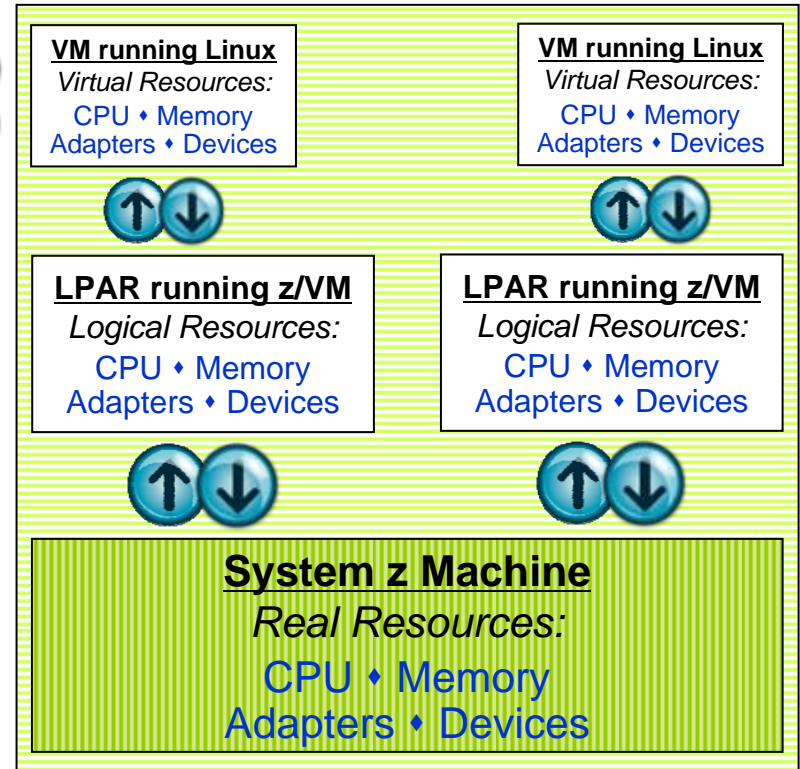 VM running Linux
Virtual Resources:
CPU ♦ Memory
Adapters ♦ Devices
VM running Linux
Virtual Resources:
CPU ♦ Memory
Adapters ♦ Devices
LPAR running z/VM
Logical Resources:
CPU ♦ Memory
Adapters ♦ Devices
LPAR running z/VM
Logical Resources:
CPU ♦ Memory
Adapters ♦ Devices
System z Machine
Real Resources:
CPU ♦ Memory
Adapters ♦ Devices